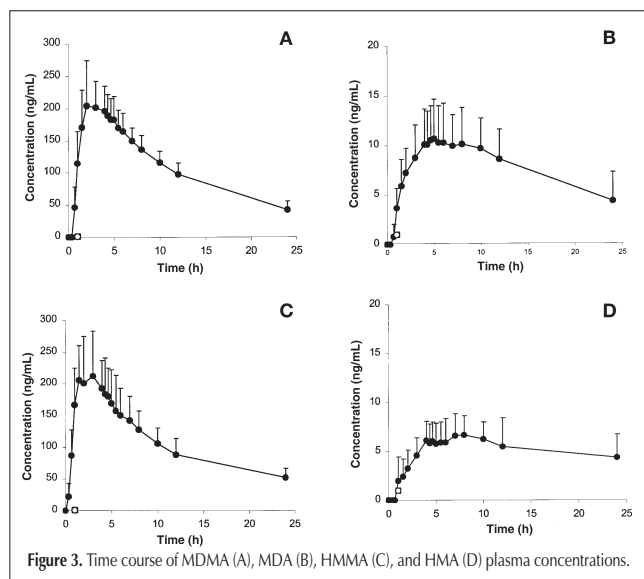 A
Concentration (ng/mL)
300
250
200
150
100
50
0
0 5 10 15 20 25
Time (h)
B
Concentration (ng/mL)
20
15
10
5
0
0 5 10 15 20 25
Time (h)
C
Concentration (ng/mL)
300
250
200
150
100
50
0
0 5 10 15 20 25
Time (h)
D
Concentration (ng/mL)
20
15
10
5
0
0 5 10 15 20 25
Time (h)
Figure 3. Time course of MDMA (A), MDA (B), HMMA (C), and HMA (D) plasma concentrations.